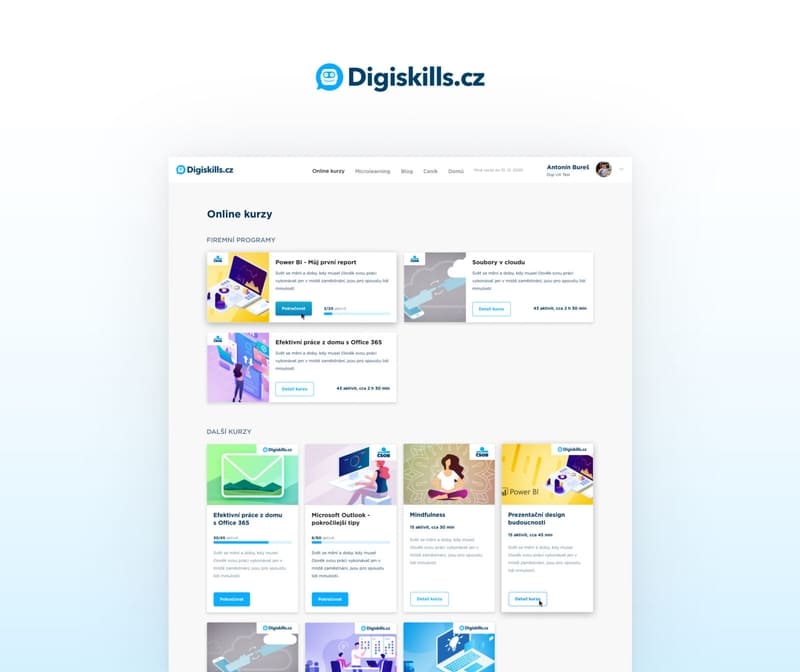 Digiskills.cz
Digiskills.cz
Online kurzy Microlearning Blog Ceník Domů
Antonín Bureš
Online kurzy
FIREMNÍ PROGRAMY
Power BI - Můj první report
Svět se mění a doby, kdy musel člověk svou práci
vykonávat jen v místě zaměstnání, jsou pro spoustu lidí
minulostí.
Pokračovat
3/20 aktivit
Soubory v cloudu
Svět se mění a doby, kdy musel člověk svou práci
vykonávat jen v místě zaměstnání, jsou pro spoustu lidí
minulostí.
Detail kurzu
43 aktivit, cca 2 h 30 min
Efektivní práce z domu s Office 365
Svět se mění a doby, kdy musel člověk svou práci
vykonávat jen v místě zaměstnání, jsou pro spoustu lidí
minulostí.
Detail kurzu
43 aktivit, cca 2 h 30 min
DALŠÍ KURZY
Digiskills.cz
Efektivní práce z domu
s Office 365
aktivit
Svět se mění a doby, kdy musel
člověk svou práci vykonávat jen v
místě zaměstnání, jsou pro spoustu
lidí minulostí.
Pokračovat
ČSOB
Microsoft Outlook -
pokročilejší tipy
aktivit
Svět se mění a doby, kdy musel
člověk svou práci vykonávat jen v
místě zaměstnání, jsou pro spoustu
lidí minulostí.
Pokračovat
ČSOB
Mindfulness
15 aktivit, cca 30 min
Svět se mění a doby, kdy musel
člověk svou práci vykonávat jen v
místě zaměstnání, jsou pro spoustu
lidí minulostí.
Detail kurzu
Digiskills.cz
Power BI
Prezentační design
budoucnosti
15 aktivit, cca 45 min
Svět se mění a doby, kdy musel
člověk svou práci vykonávat jen v
místě zaměstnání, jsou pro spoustu
lidí minulostí.
Detail kurzu
Digiskills.cz
Digiskills.cz
Digiskills.cz